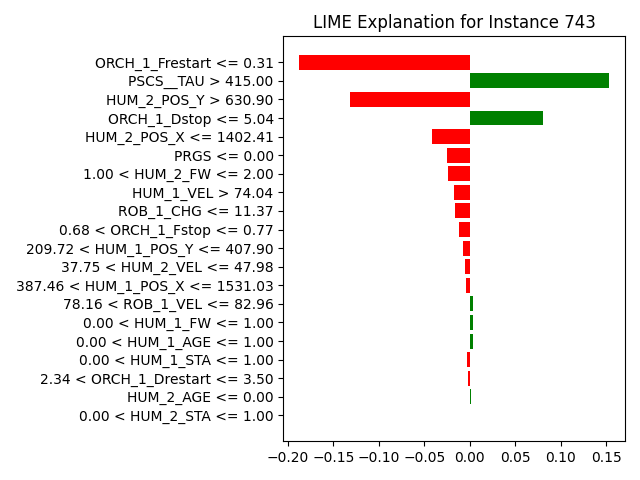 LIME Explanation for Instance 743
ORCH_1_Frestart <= 0.31
PSCS__TAU > 415.00
HUM_2_POS_Y > 630.90
ORCH_1_Dstop <= 5.04
HUM_2_POS_X <= 1402.41
PRGS <= 0.00
1.00 < HUM_2_FW <= 2.00
HUM_1_VEL > 74.04
ROB_1_CHG <= 11.37
0.68 < ORCH_1_Fstop <= 0.77
209.72 < HUM_1_POS_Y <= 407.90
37.75 < HUM_2_VEL <= 47.98
387.46 < HUM_1_POS_X <= 1531.03
78.16 < ROB_1_VEL <= 82.96
0.00 < HUM_1_FW <= 1.00
0.00 < HUM_1_AGE <= 1.00
0.00 < HUM_1_STA <= 1.00
2.34 < ORCH_1_Drestart <= 3.50
HUM_2_AGE <= 0.00
0.00 < HUM_2_STA <= 1.00
−0.20 −0.15 −0.10 −0.05 0.00 0.05 0.10 0.15